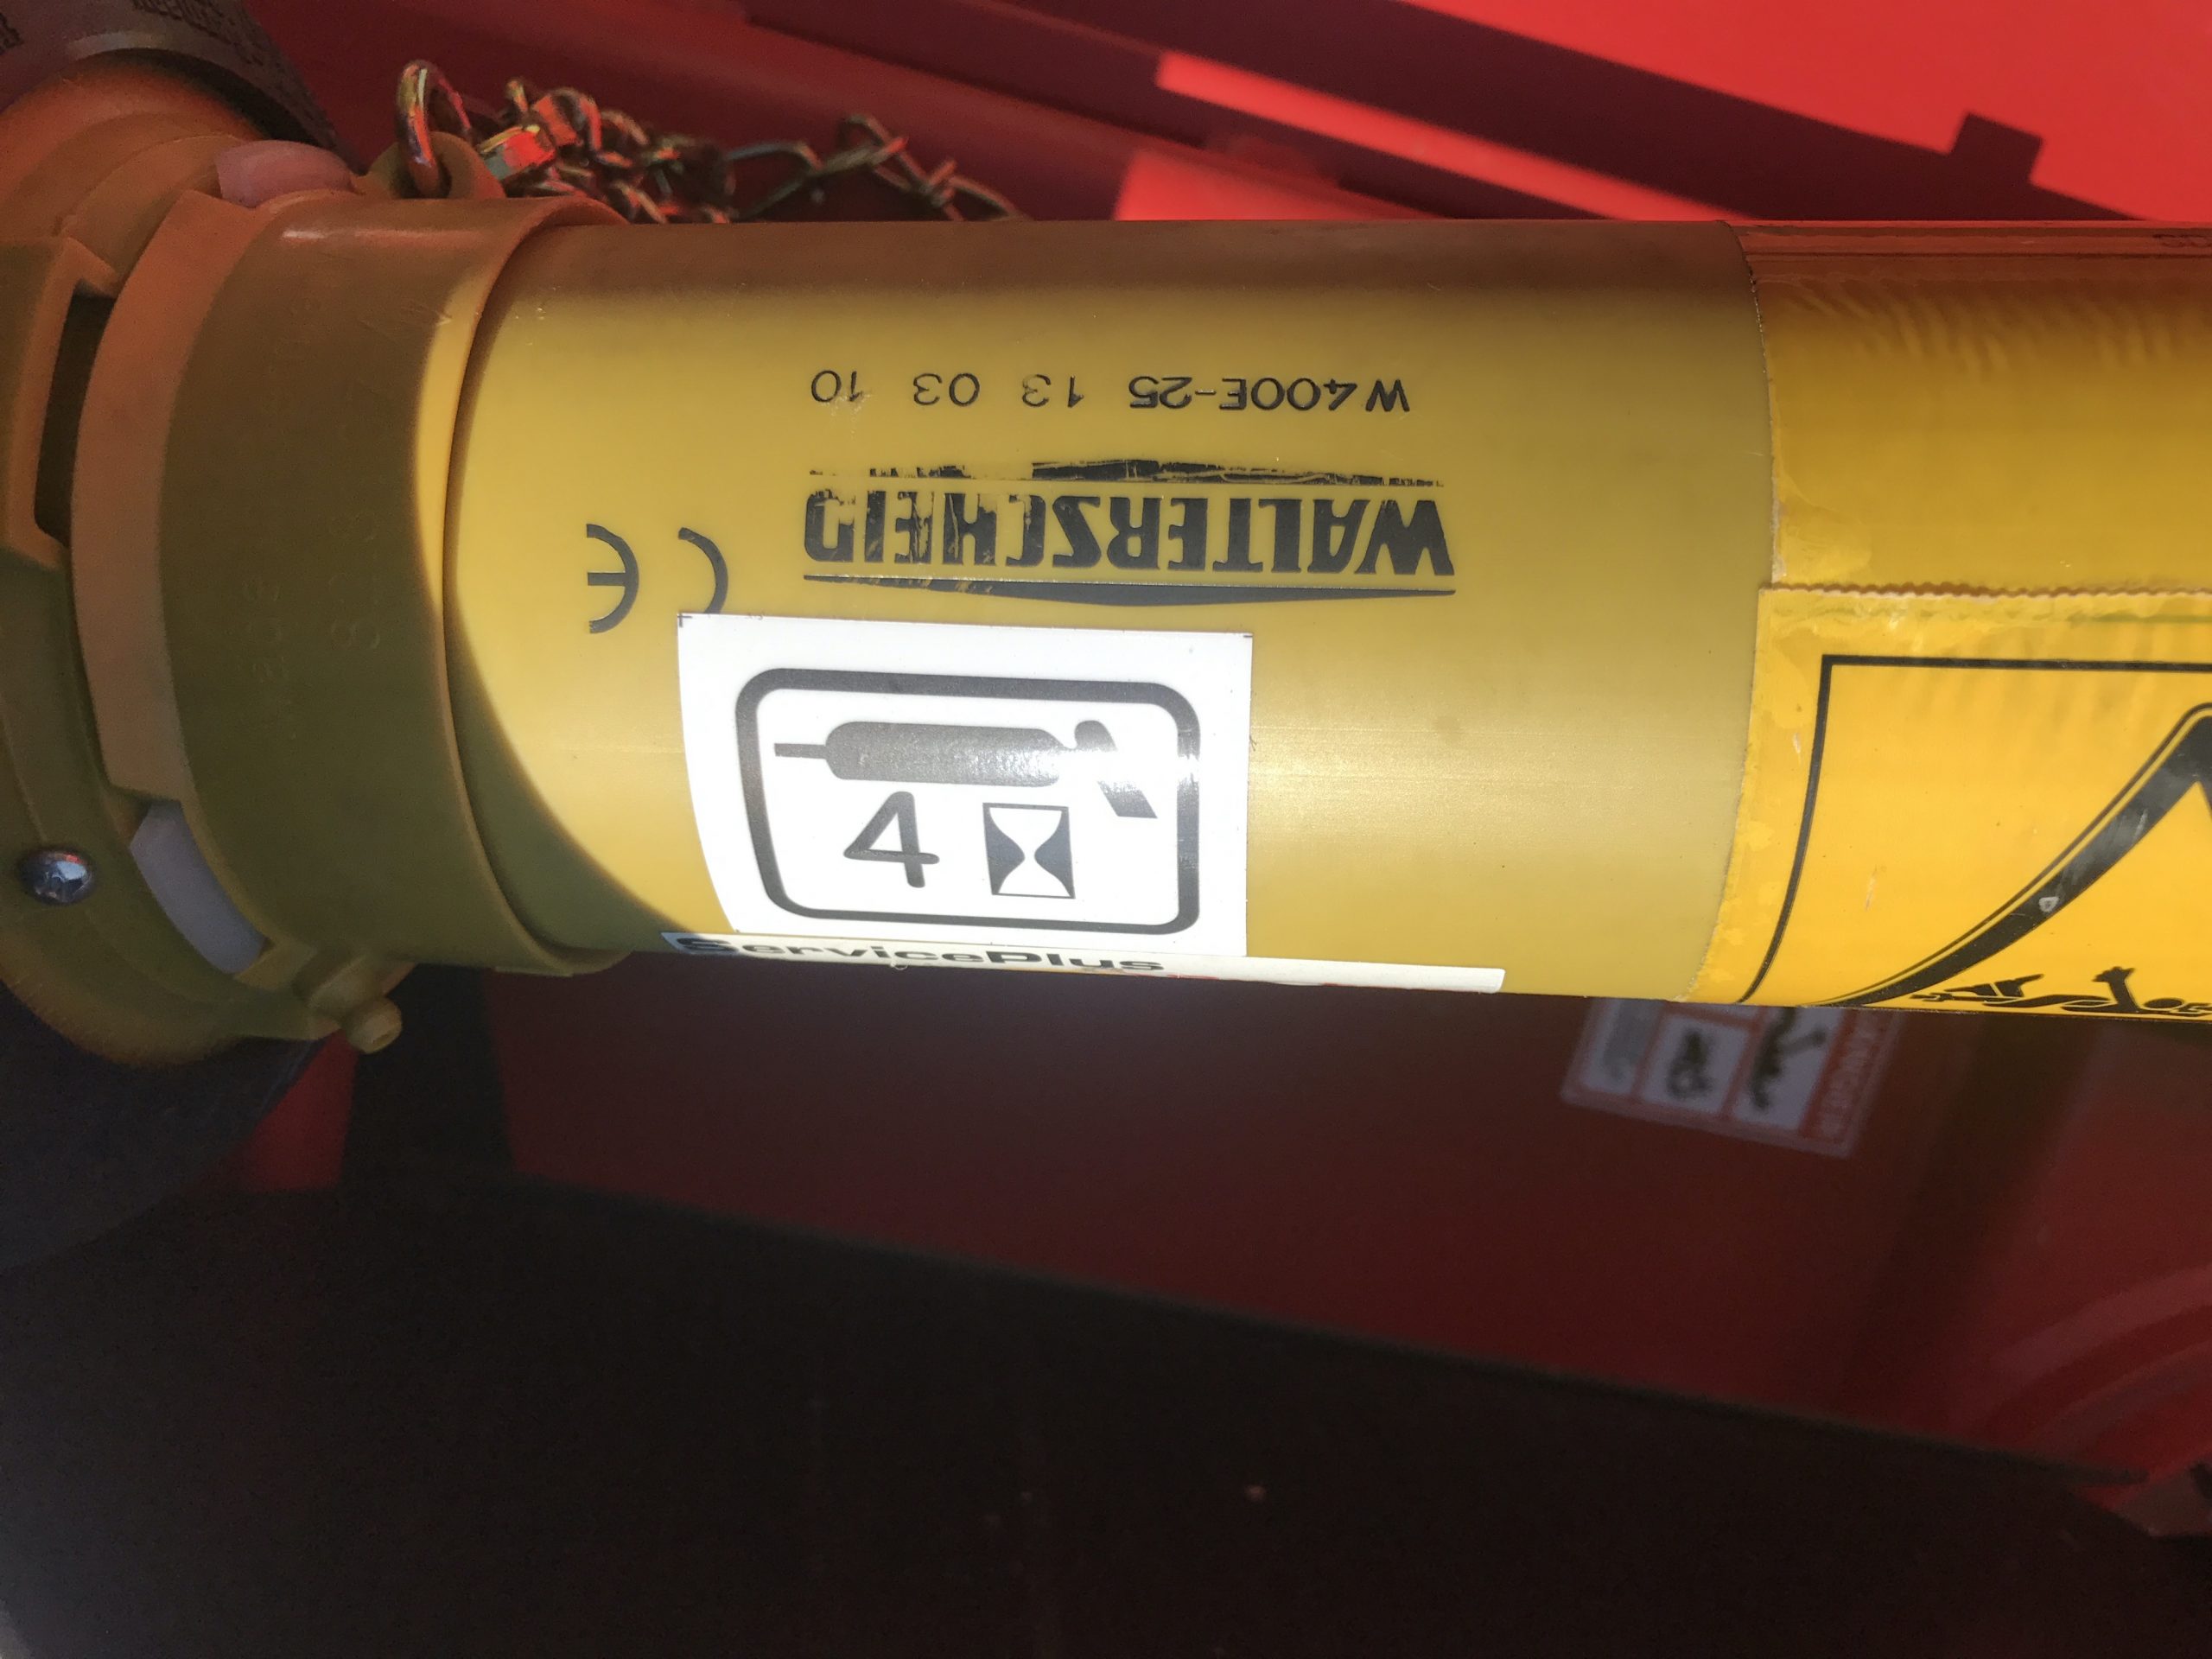 W400E-25 13 03 10
WALTERSCHEID
CE
4
ServicePlus